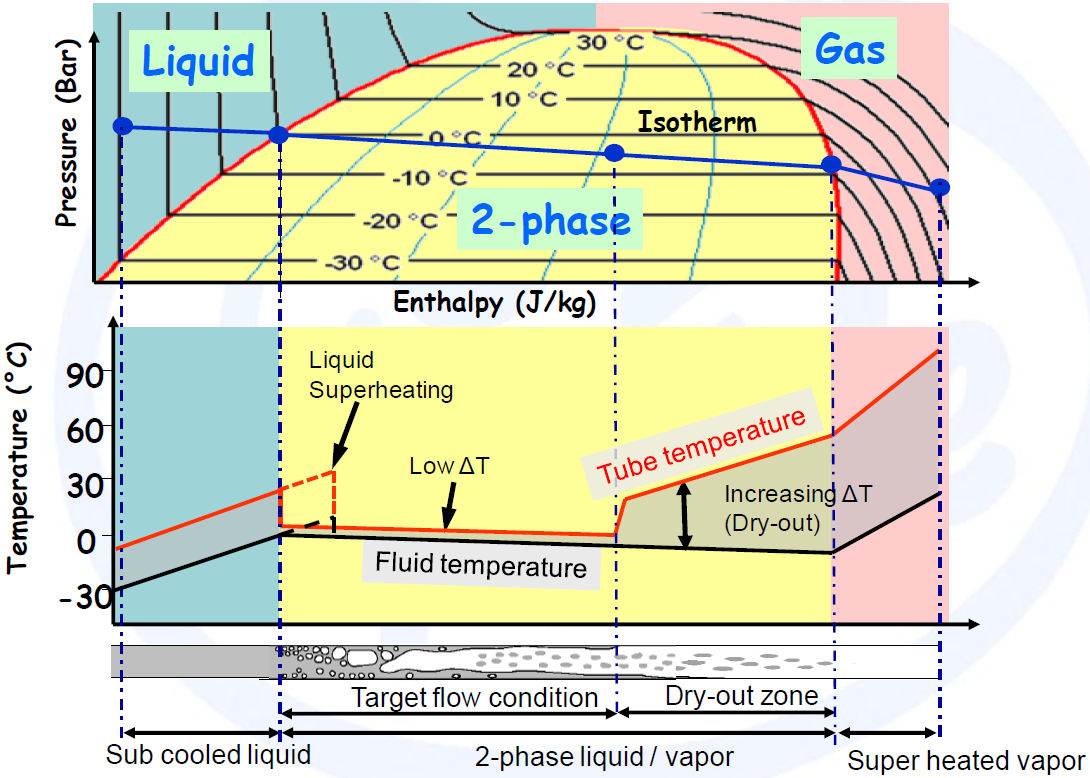 Liquid
Gas
30 °C
20 °C
10 °C
0 °C
Isotherm
-10 °C
-20 °C
2-phase
-30 °C
Pressure (Bar)
Enthalpy (J/kg)
Temperature (°C)
90
60
30
0
-30
Liquid
Superheating
Low ΔT
Tube temperature
Increasing ΔT
(Dry-out)
Fluid temperature
Target flow condition
Dry-out zone
Sub cooled liquid
2-phase liquid / vapor
Super heated vapor